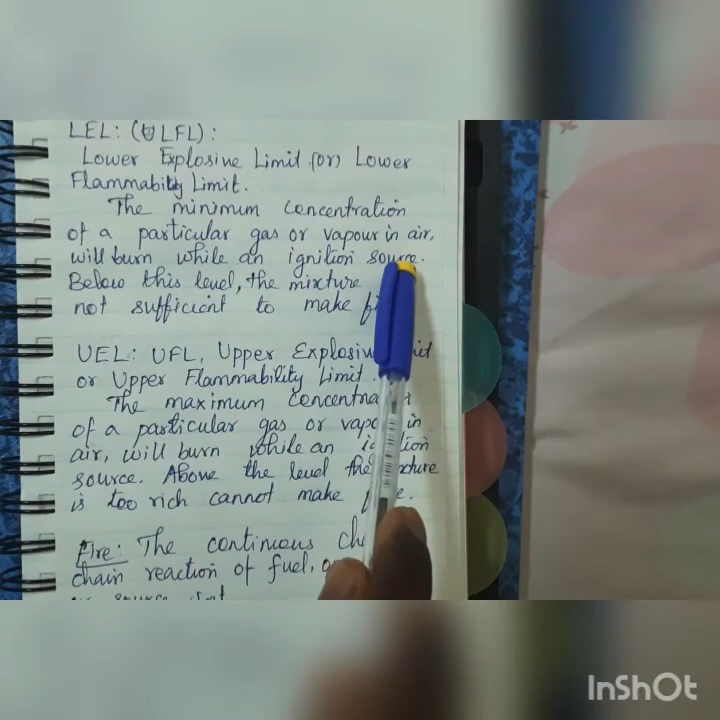 LEL: (LFL):
Lower Explosive Limit (or) Lower
Flammability Limit.
The minimum concentration
of a particular gas or vapour in air,
will burn while an ignition source.
Below this level, the mixture
not sufficient to make
UEL: UFL, Upper Explosive
or Upper Flammability Limit.
The maximum
of a particular gas or in
air, will burn while an
source. Above the level the
is too rich cannot make
Fire: The continous
chain reaction of fuel,
InShOt